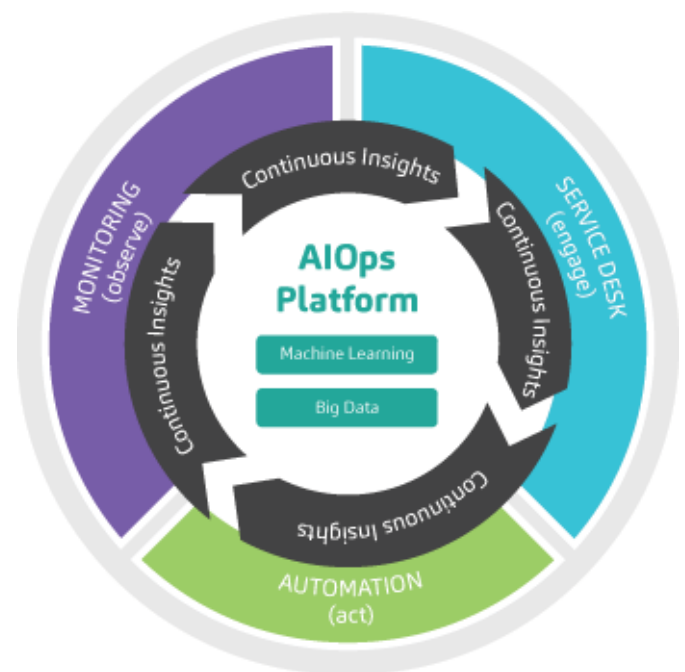 Continuous Insights
MONITORING
(observe)
SERVICE DESK
(engage)
Continuous Insights
Continuous Insights
AIOps
Platform
Machine Learning
Big Data
Continuous Insights
AUTOMATION
(act)